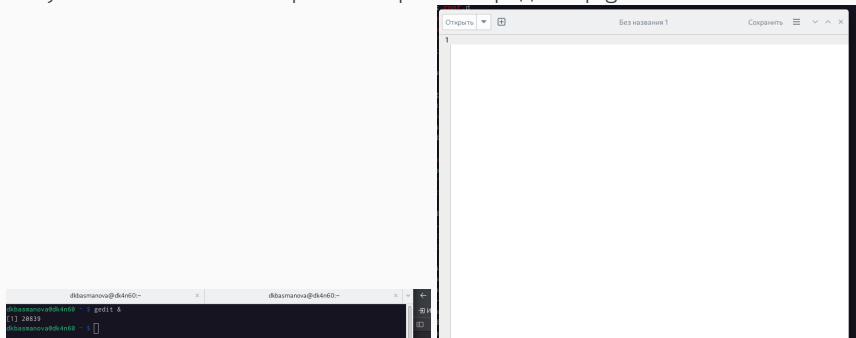 Открыть
Без названия 1
Сохранить
1
dkbasmanova@dk4n60:~
dkbasmanova@dk4n60:~
dkbasmanova@dk4n60 ~ $ gedit &
[1] 20839
dkbasmanova@dk4n60 ~ $